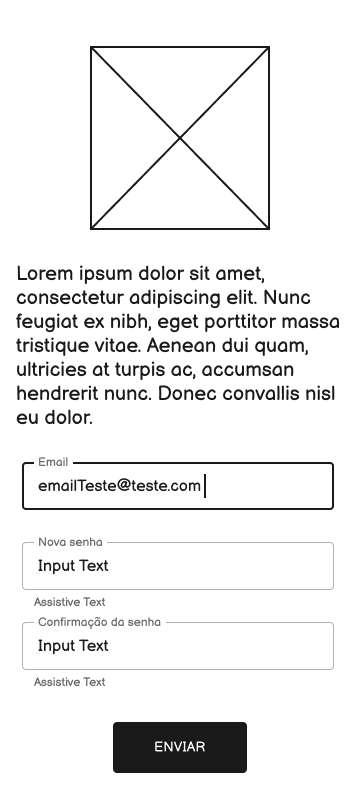 Lorem ipsum dolor sit amet,
consectetur adipiscing elit. Nunc
feugiat ex nibh, eget porttitor massa
tristique vitae. Aenean dui quam,
ultricies at turpis ac, accumsan
hendrerit nunc. Donec convallis nisl
eu dolor.
Email
emailTeste@teste.com
Nova senha
Input Text
Assistive Text
Confirmação da senha
Input Text
Assistive Text
ENVIAR